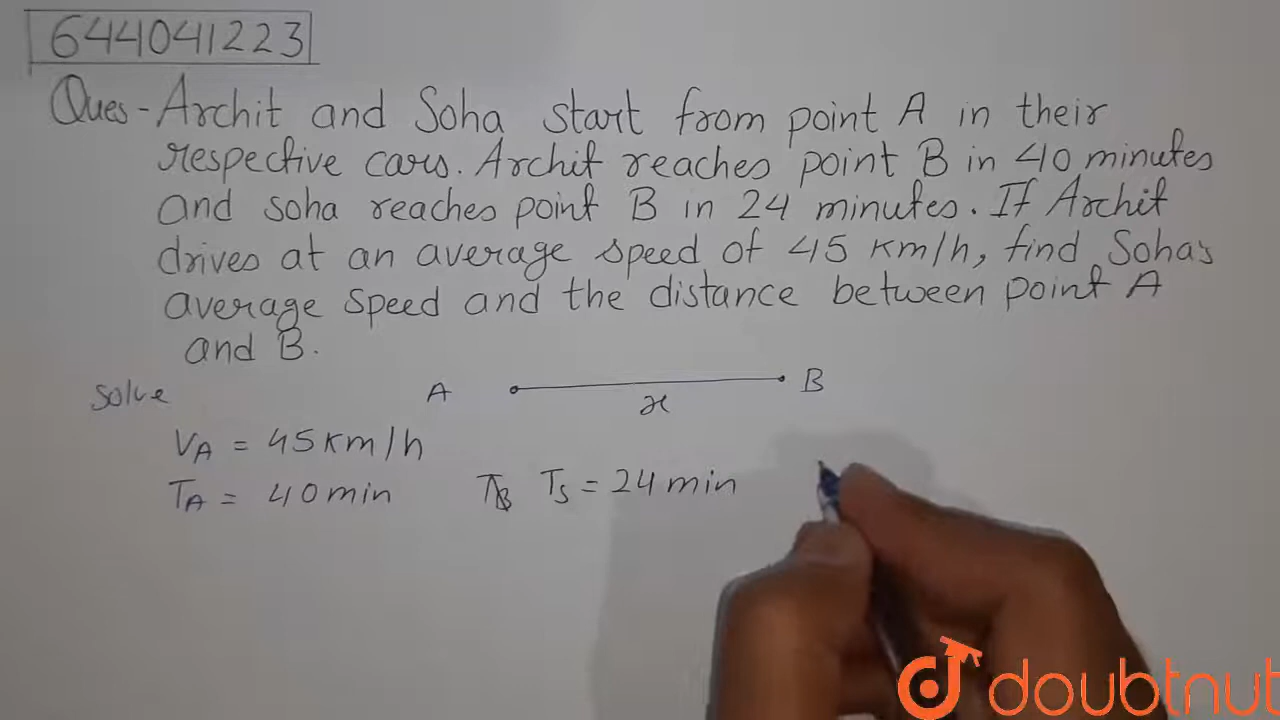 644041223
Ques - Archit and Soha start from point A in their
respective cars. Archit reaches point B in 40 minutes
and soha reaches point B in 24 minutes. If Archit
drives at an average speed of 45 km/h, find Soha's
average speed and the distance between point A
and B.
Solve A B
x
VA = 45 km/h
TA = 40 min TS = 24 min
doubtnut